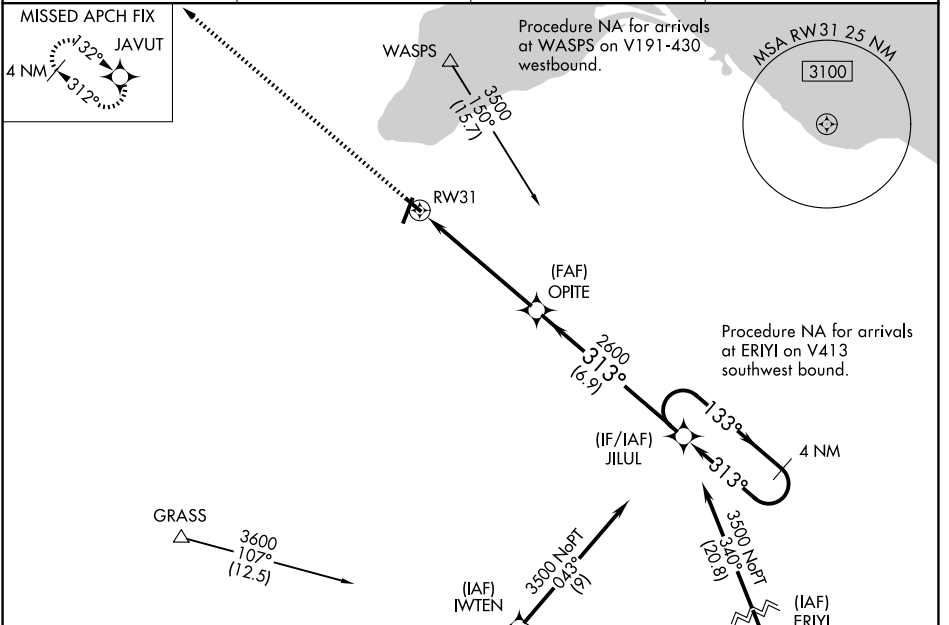 MISSED APCH FIX
JAVUT
132°
4 NM
312°
Procedure NA for arrivals
at WASPS on V191-430
westbound.
WASPS
3500
150°
(15.7)
MSA RW31 25 NM
3100
RW31
(FAF)
OPITE
2600
313°
(6.9)
Procedure NA for arrivals
at ERIYI on V413
southwest bound.
133°
4 NM
313°
(IF/IAF)
JILUL
GRASS
3600
107°
(12.5)
3500 NoPT
043°
(9)
(IAF)
IWTEN
3500 NoPT
340°
(20.8)
(IAF)
ERIYI